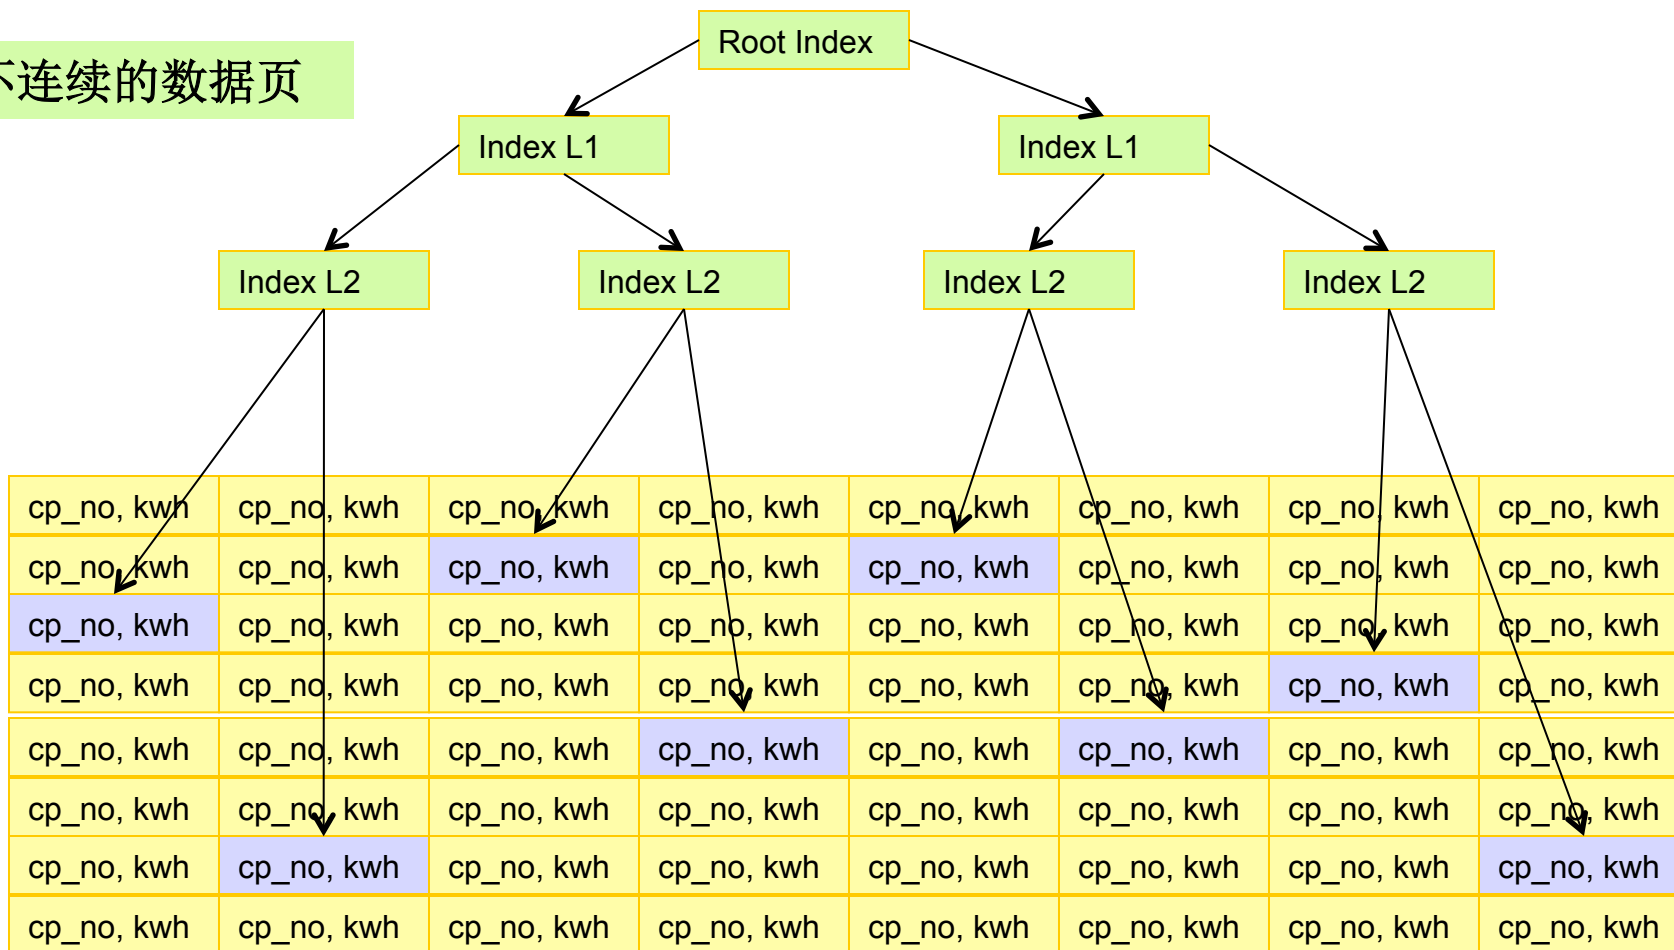 Root Index
不连续的数据页
Index L1 Index L1
Index L2 Index L2 Index L2 Index L2
cp_no, kwh cp_no, kwh cp_no, kwh cp_no, kwh cp_no, kwh cp_no, kwh cp_no, kwh cp_no, kwh
cp_no, kwh cp_no, kwh cp_no, kwh cp_no, kwh cp_no, kwh cp_no, kwh cp_no, kwh cp_no, kwh
cp_no, kwh cp_no, kwh cp_no, kwh cp_no, kwh cp_no, kwh cp_no, kwh cp_no, kwh cp_no, kwh
cp_no, kwh cp_no, kwh cp_no, kwh cp_no, kwh cp_no, kwh cp_no, kwh cp_no, kwh cp_no, kwh
cp_no, kwh cp_no, kwh cp_no, kwh cp_no, kwh cp_no, kwh cp_no, kwh cp_no, kwh cp_no, kwh
cp_no, kwh cp_no, kwh cp_no, kwh cp_no, kwh cp_no, kwh cp_no, kwh cp_no, kwh cp_no, kwh
cp_no, kwh cp_no, kwh cp_no, kwh cp_no, kwh cp_no, kwh cp_no, kwh cp_no, kwh cp_no, kwh
cp_no, kwh cp_no, kwh cp_no, kwh cp_no, kwh cp_no, kwh cp_no, kwh cp_no, kwh cp_no, kwh